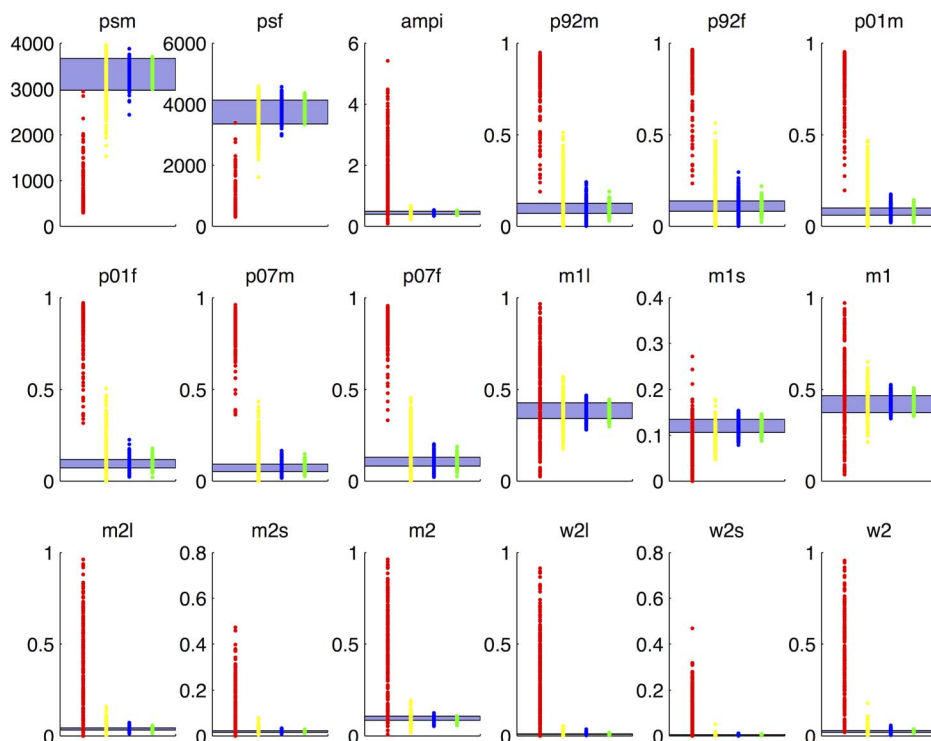 psm psf ampi p92m p92f p01m
4000 6000 6 1 1 1
3000 4000 4
2000 0.5 0.5 0.5
1000 2000 2
0 0 0 0 0 0
p01f p07m p07f m1l m1s m1
1 1 1 1 0.4 1
0.3
0.5 0.5 0.5 0.5 0.2 0.5
0.1
0 0 0 0 0 0
m2l m2s m2 w2l w2s w2
1 0.8 1 1 0.8 1
0.6 0.6
0.5 0.4 0.5 0.5 0.4 0.5
0.2 0.2
0 0 0 0 0 0